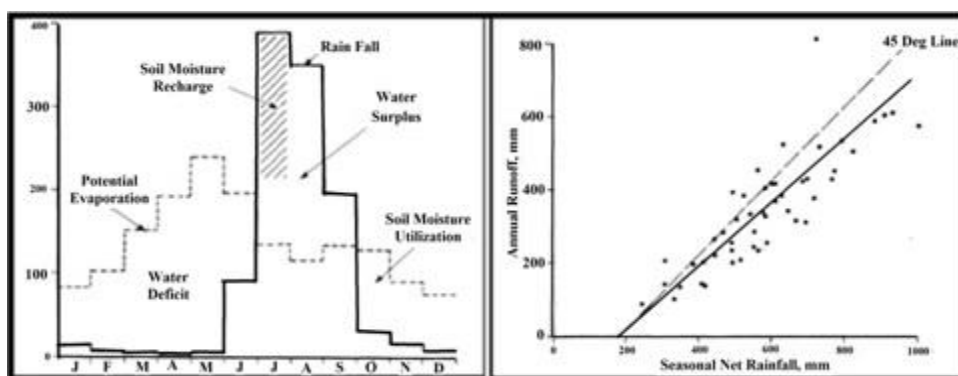 400
300
200
100
0
Rain Fall
Soil Moisture
Recharge
Water
Surplus
Potential
Evaporation
Soil Moisture
Utilization
Water
Deficit
J F M A M J J A S O N D
800
600
400
200
0
Annual Runoff, mm
45 Deg Line
200 400 600 800 1000
Seasonal Net Rainfall, mm